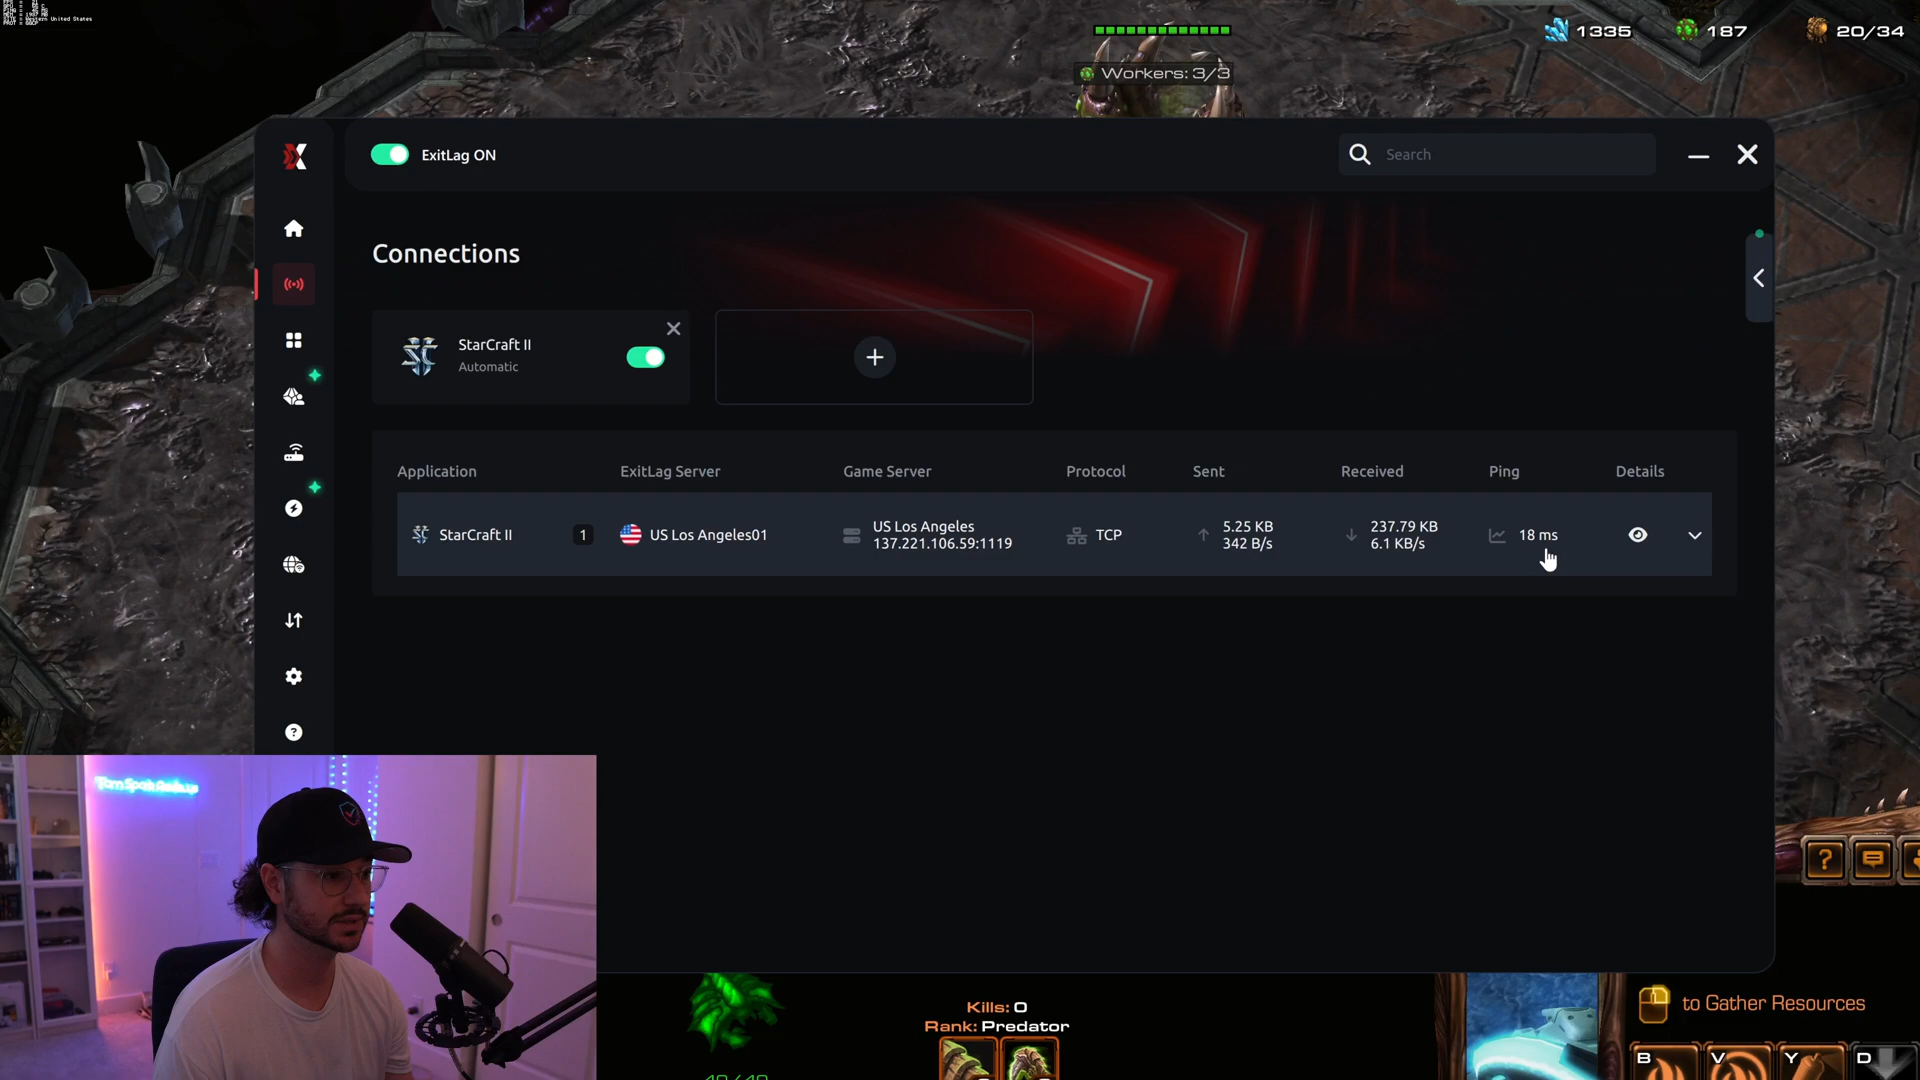 1335
187
20/34
Workers: 3/3
ExitLag ON
Search
Connections
StarCraft II
Automatic
Application
ExitLag Server
Game Server
Protocol
Sent
Received
Ping
Details
StarCraft II
1
US Los Angeles01
US Los Angeles
137.221.106.59:1119
TCP
5.25 KB
342 B/s
237.79 KB
6.1 KB/s
18 ms
?
?
Kills: 0
Rank: Predator
to Gather Resources
B
V
Y
D